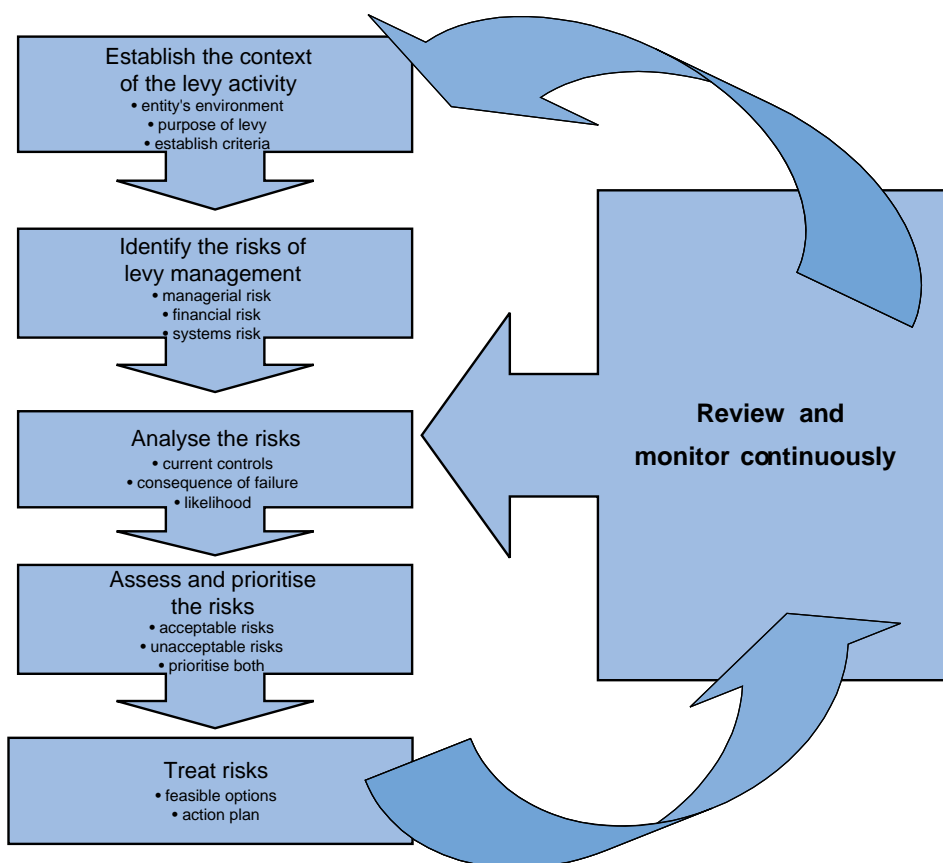 Establish the context
of the levy activity
• entity's environment
• purpose of levy
• establish criteria
Identify the risks of
levy management
• managerial risk
• financial risk
• systems risk
Analyse the risks
• current controls
• consequence of failure
• likelihood
Assess and prioritise
the risks
• acceptable risks
• unacceptable risks
• prioritise both
Treat risks
• feasible options
• action plan
Review and
monitor continuously